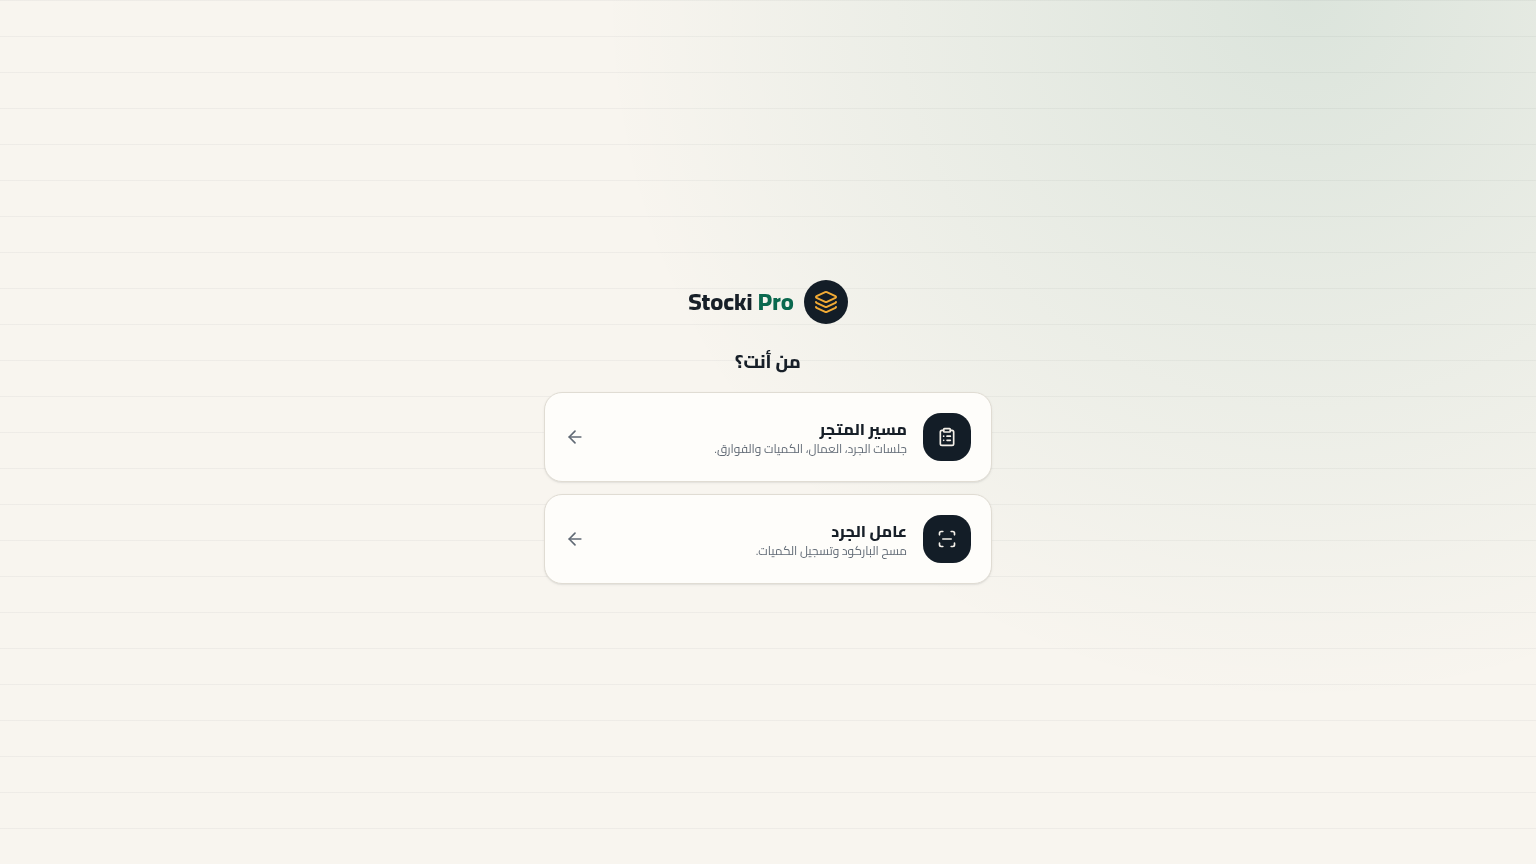 Stocki Pro
من أنت؟
مسير المتجر
جلسات الجرد، العمال، الكميات والفوارق.
عامل الجرد
مسح الباركود وتسجيل الكميات.